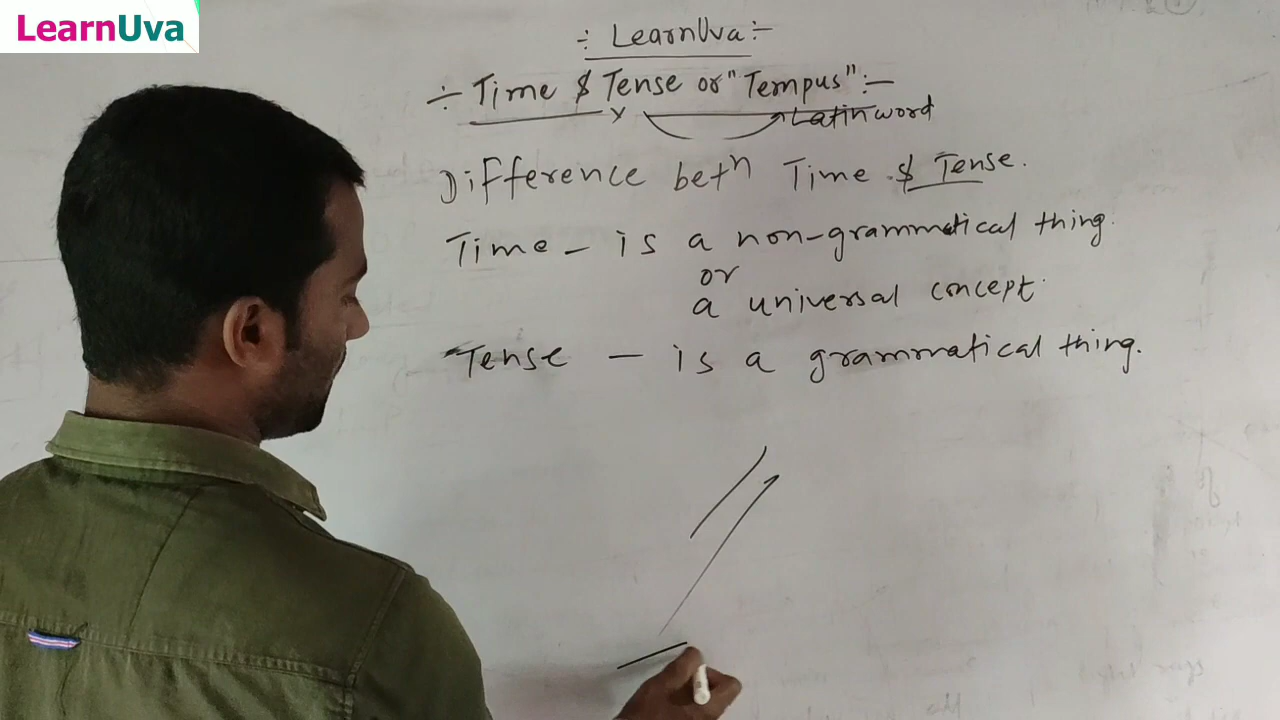 LearnUva
÷ LearnUva ÷
÷ Time & Tense or "Tempus" :-
x Latin word
Difference betn Time & Tense.
Time - is a non-grammatical thing.
or
a universal concept.
Tense - is a grammatical thing.